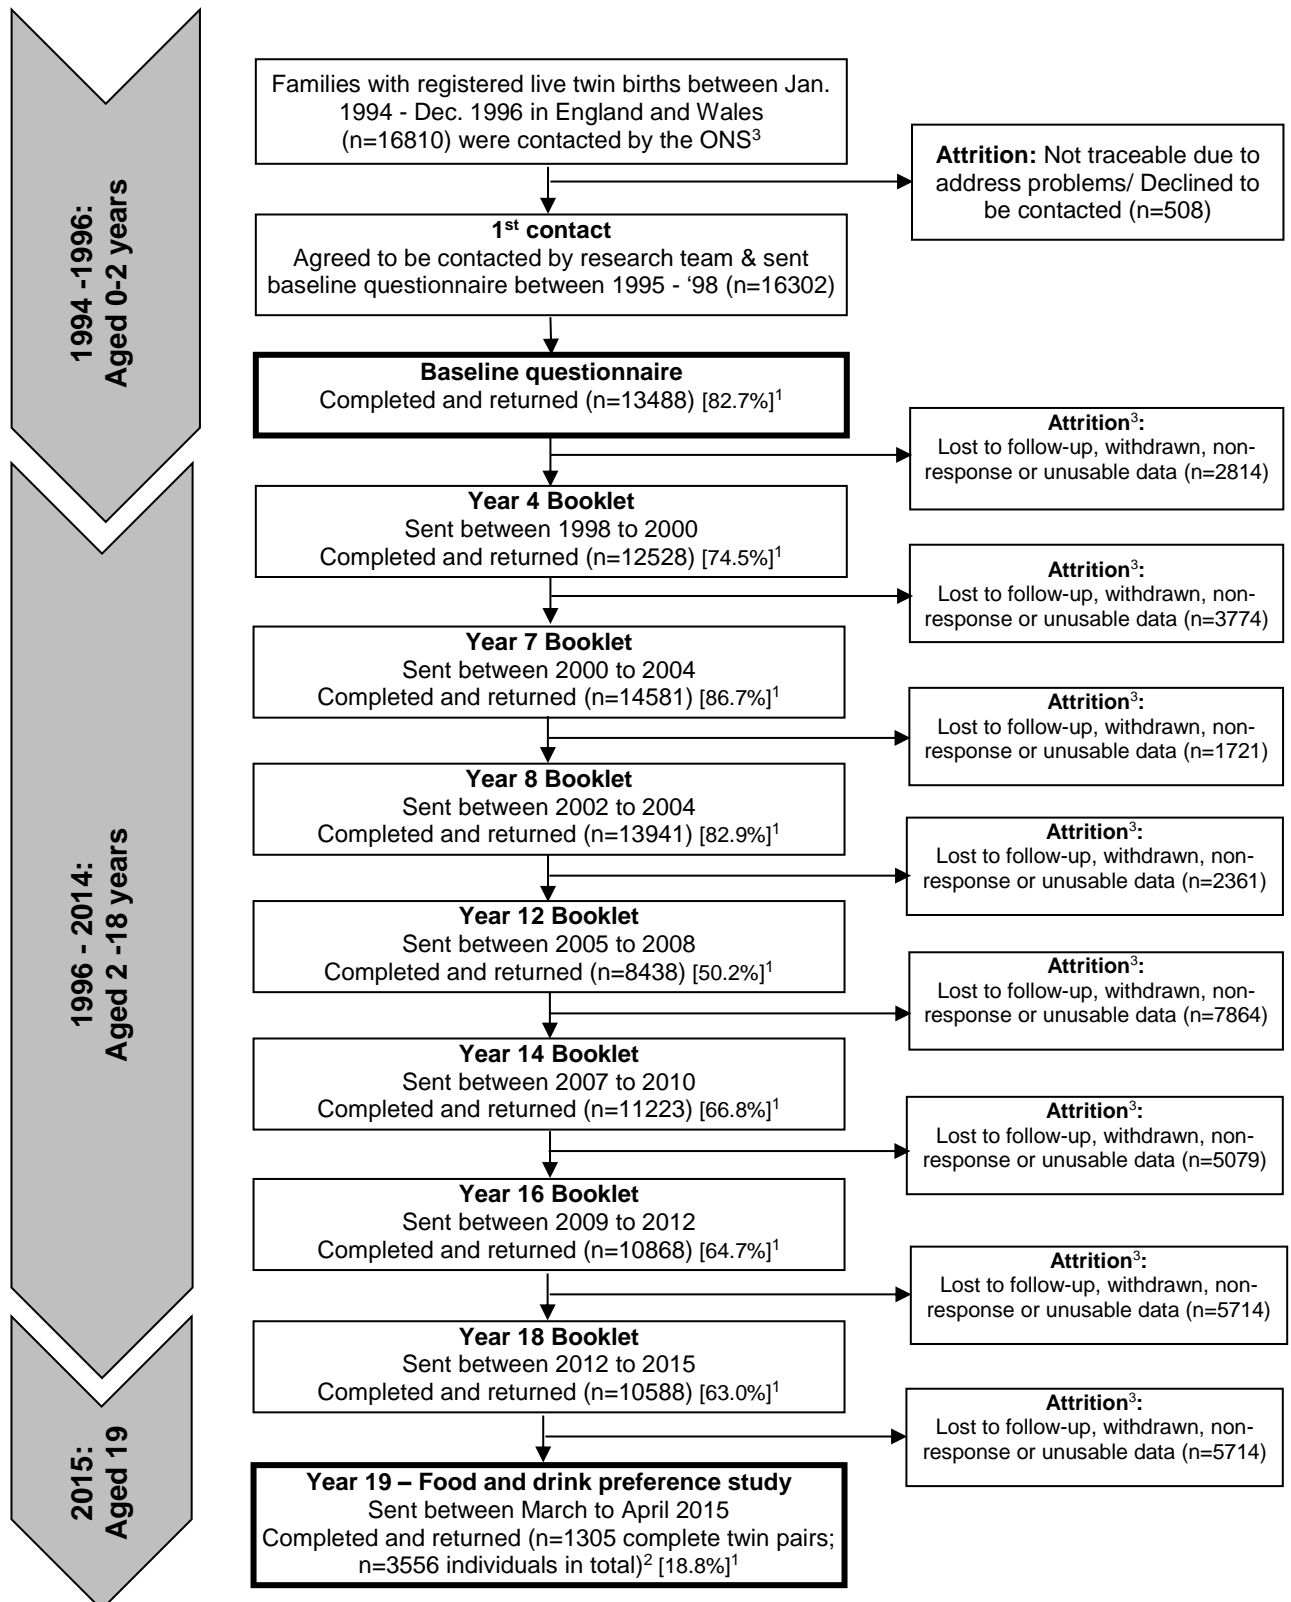 1994 -1996:
Aged 0-2 years
Families with registered live twin births between Jan.
1994 - Dec. 1996 in England and Wales
(n=16810) were contacted by the ONS³
Attrition: Not traceable due to
address problems/ Declined to
be contacted (n=508)
1st contact
Agreed to be contacted by research team & sent
baseline questionnaire between 1995 - ‘98 (n=16302)
Baseline questionnaire
Completed and returned (n=13488) [82.7%]¹
Attrition³:
Lost to follow-up, withdrawn, non-
response or unusable data (n=2814)
1996 - 2014:
Aged 2 -18 years
Year 4 Booklet
Sent between 1998 to 2000
Completed and returned (n=12528) [74.5%]¹
Attrition³:
Lost to follow-up, withdrawn, non-
response or unusable data (n=3774)
Year 7 Booklet
Sent between 2000 to 2004
Completed and returned (n=14581) [86.7%]¹
Attrition³:
Lost to follow-up, withdrawn, non-
response or unusable data (n=1721)
Year 8 Booklet
Sent between 2002 to 2004
Completed and returned (n=13941) [82.9%]¹
Attrition³:
Lost to follow-up, withdrawn, non-
response or unusable data (n=2361)
Year 12 Booklet
Sent between 2005 to 2008
Completed and returned (n=8438) [50.2%]¹
Attrition³:
Lost to follow-up, withdrawn, non-
response or unusable data (n=7864)
Year 14 Booklet
Sent between 2007 to 2010
Completed and returned (n=11223) [66.8%]¹
Attrition³:
Lost to follow-up, withdrawn, non-
response or unusable data (n=5079)
Year 16 Booklet
Sent between 2009 to 2012
Completed and returned (n=10868) [64.7%]¹
Attrition³:
Lost to follow-up, withdrawn, non-
response or unusable data (n=5714)
Year 18 Booklet
Sent between 2012 to 2015
Completed and returned (n=10588) [63.0%]¹
Attrition³:
Lost to follow-up, withdrawn, non-
response or unusable data (n=5714)
2015:
Aged 19
Year 19 – Food and drink preference study
Sent between March to April 2015
Completed and returned (n=1305 complete twin pairs;
n=3556 individuals in total)² [18.8%]¹